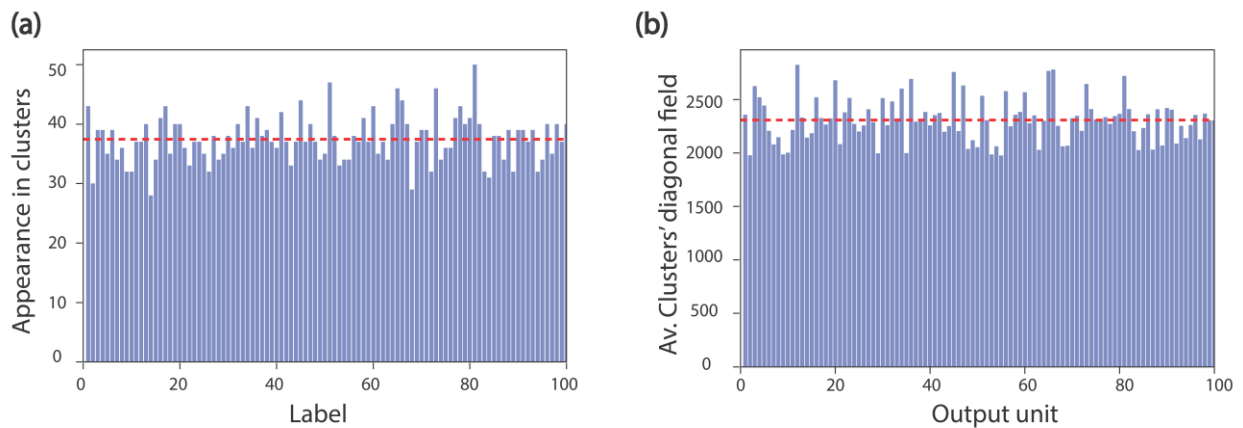 (a)
Appearance in clusters
50
40
30
20
10
0
0 20 40 60 80 100
Label
(b)
Av. Clusters' diagonal field
2500
2000
1500
1000
500
0
0 20 40 60 80 100
Output unit